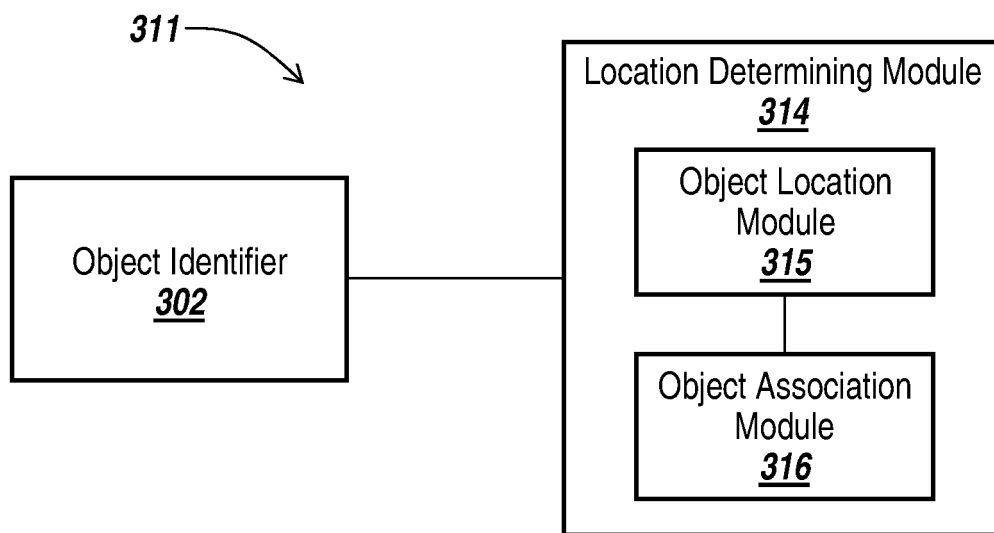 311
Location Determining Module
314
Object Location
Module
315
Object Identifier
302
Object Association
Module
316